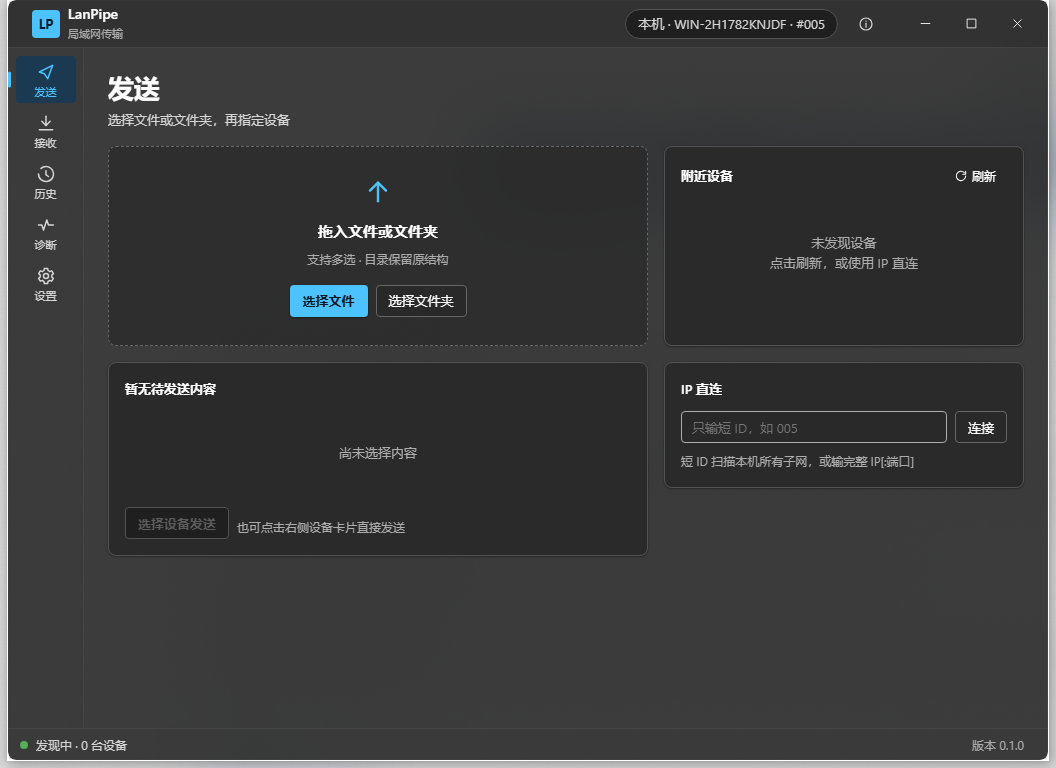 LP
LanPipe
局域网传输
本机 · WIN-2H1782KNJDF · #005
发送
接收
历史
诊断
设置
发送
选择文件或文件夹，再指定设备
拖入文件或文件夹
支持多选 · 目录保留原结构
选择文件
选择文件夹
附近设备
刷新
未发现设备
点击刷新，或使用 IP 直连
暂无待发送内容
尚未选择内容
选择设备发送
也可点击右侧设备卡片直接发送
IP 直连
只输短 ID，如 005
连接
短 ID 扫描本机所有子网，或输完整 IP[:端口]
发现中 · 0 台设备
版本 0.1.0